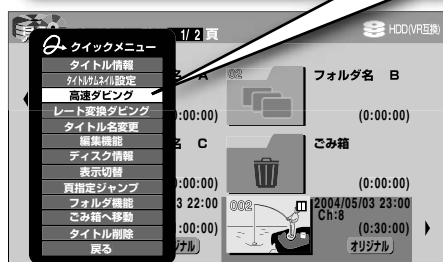 クイックメニュー
タイトル情報
タイトルサムネイル設定
高速ダビング
レート変換ダビング
タイトル名変更
編集機能
ディスク情報
表示切替
頁指定ジャンプ
フォルダ機能
ごみ箱へ移動
タイトル削除
戻る
1/ 2 頁
HDD(VR互換)
A
02
フォルダ名 B
:00:00)
(0:00:00)
C
ごみ箱
):00:00)
(0:00:00)
3 22:00
002
2004/05/03 23:00
Ch:8
:00:00)
(0:30:00)
ジナル
オリジナル